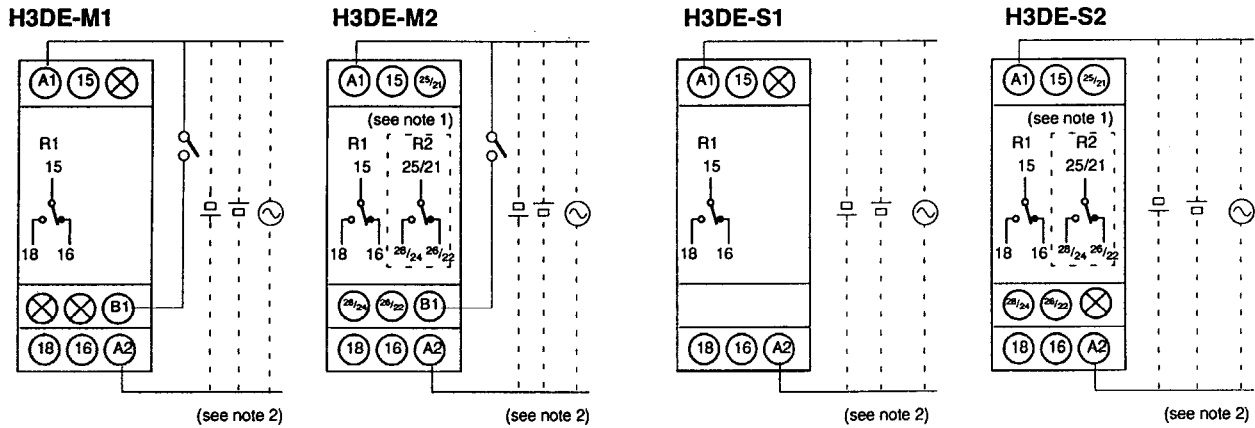 H3DE-M1
A1 15
R1
15
18 16
B1
18 16 A2
(see note 2)
H3DE-M2
A1 15 25/21
(see note 1)
R1 R2
15 25/21
18 16 28/24 26/22
28/24 26/22 B1
18 16 A2
(see note 2)
H3DE-S1
A1 15
R1
15
18 16
18 16 A2
(see note 2)
H3DE-S2
A1 15 25/21
(see note 1)
R1 R2
15 25/21
18 16 28/24 26/22
28/24 26/22
18 16 A2
(see note 2)